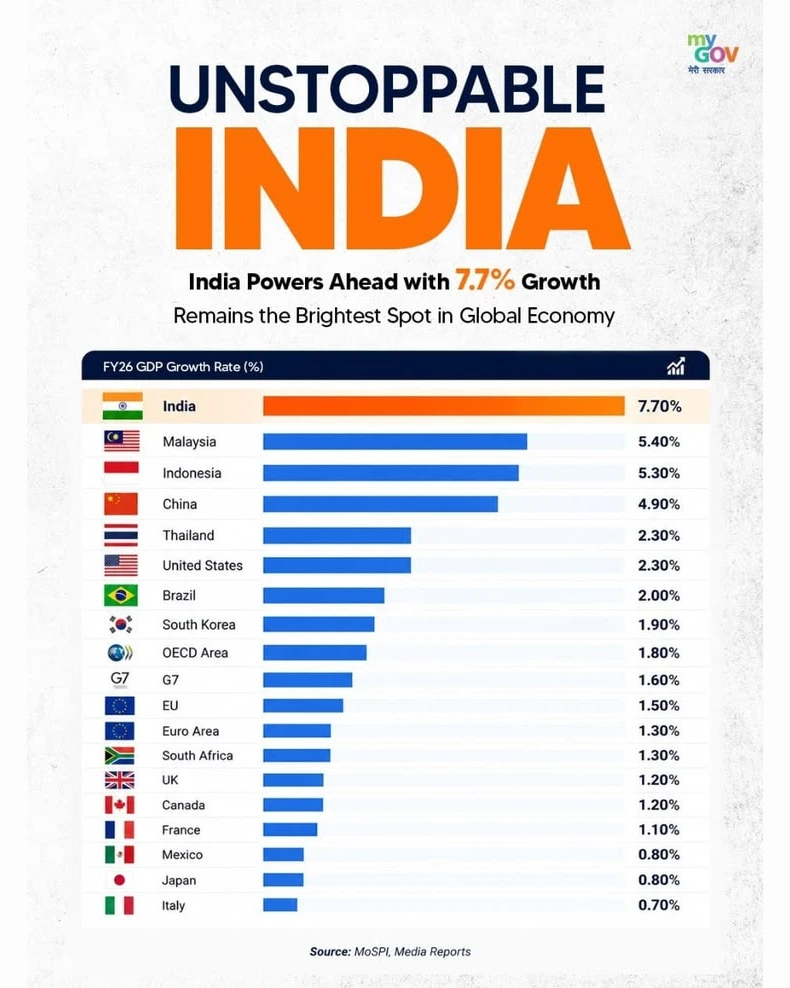 my
GOV
मेरी सरकार
UNSTOPPABLE
INDIA
India Powers Ahead with 7.7% Growth
Remains the Brightest Spot in Global Economy
FY26 GDP Growth Rate (%)
India 7.70%
Malaysia 5.40%
Indonesia 5.30%
China 4.90%
Thailand 2.30%
United States 2.30%
Brazil 2.00%
South Korea 1.90%
OECD Area 1.80%
G7 G7 1.60%
EU 1.50%
Euro Area 1.30%
South Africa 1.30%
UK 1.20%
Canada 1.20%
France 1.10%
Mexico 0.80%
Japan 0.80%
Italy 0.70%
Source: MoSPI, Media Reports